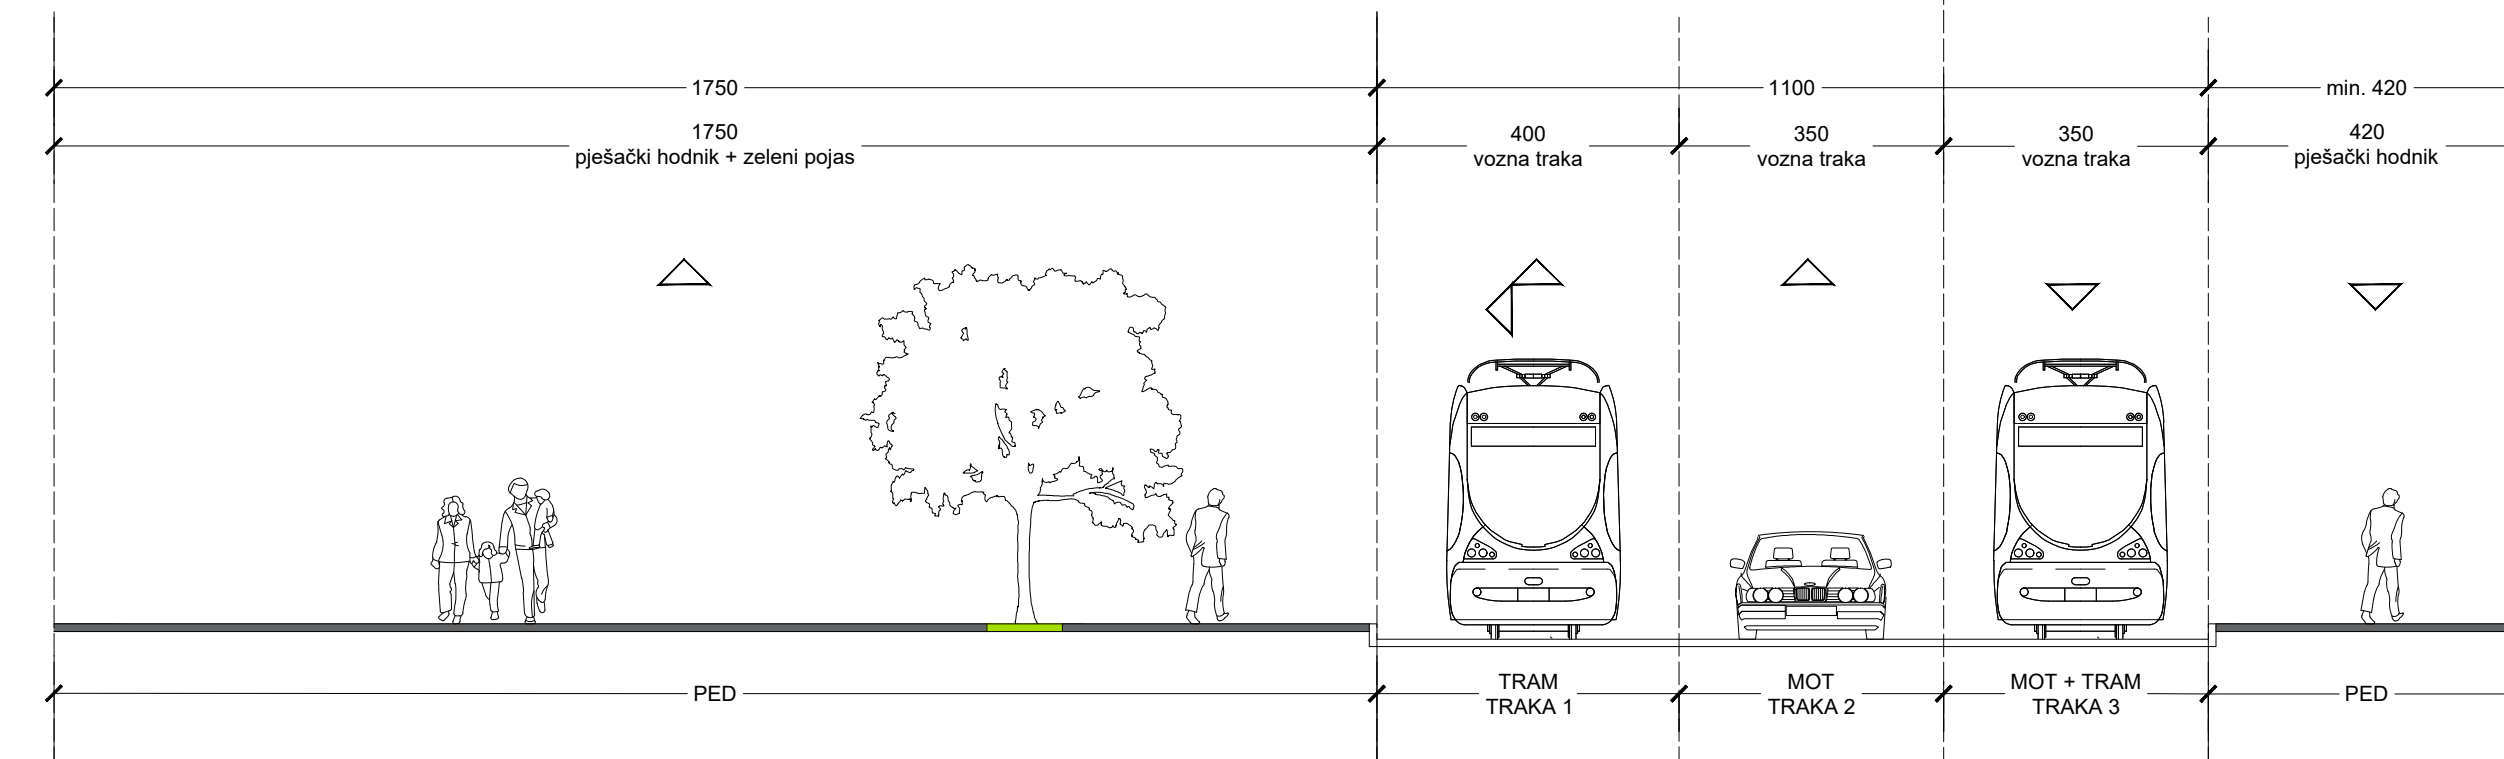 1750
1100
min. 420
1750
pješački hodnik + zeleni pojas
400
vozna traka
350
vozna traka
350
vozna traka
420
pješački hodnik
PED
TRAM
TRAKA 1
MOT
TRAKA 2
MOT + TRAM
TRAKA 3
PED